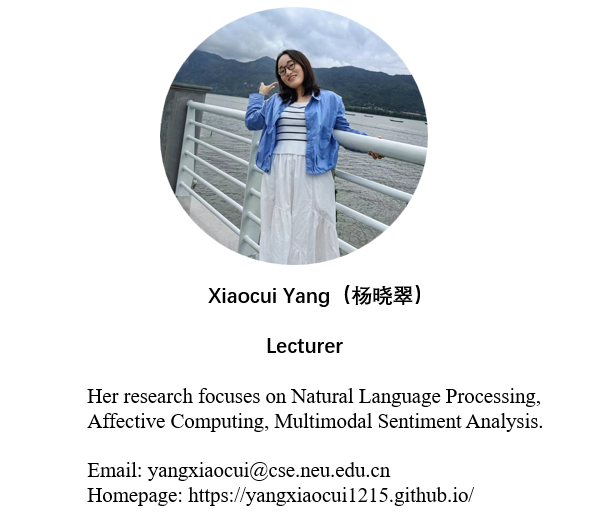 Xiaocui Yang（杨晓翠）
Lecturer
Her research focuses on Natural Language Processing,
Affective Computing, Multimodal Sentiment Analysis.
Email: yangxiaocui@cse.neu.edu.cn
Homepage: https://yangxiaocui1215.github.io/